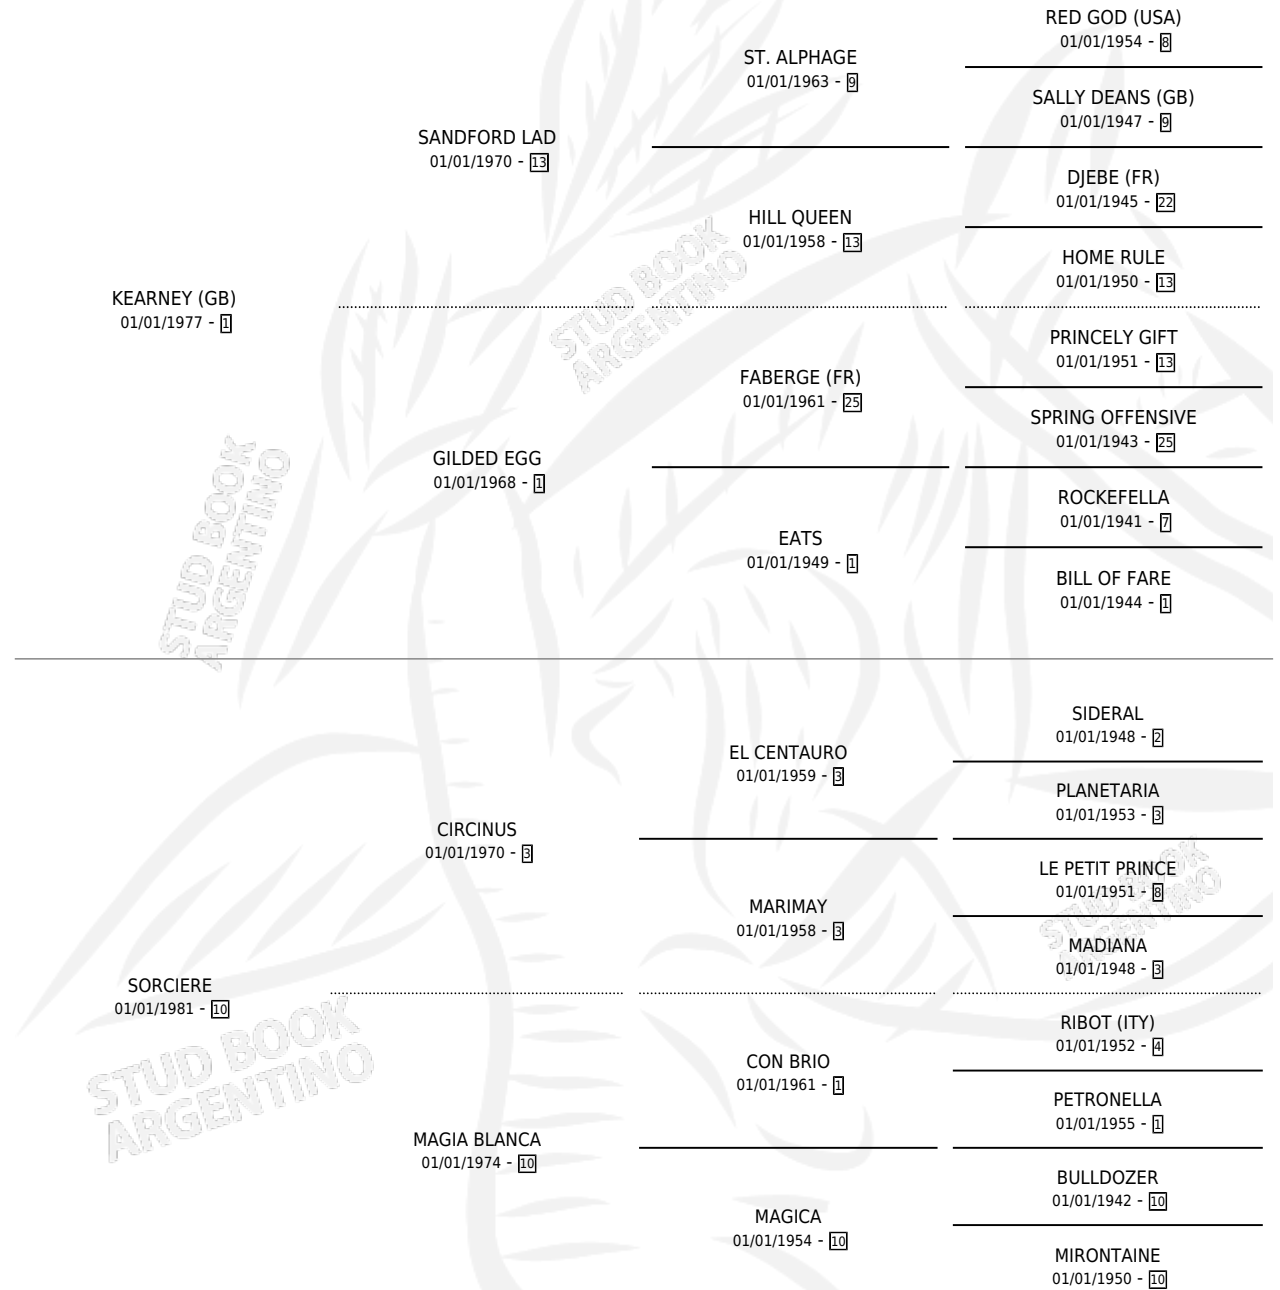 RED GOD (USA)
01/01/1954 - 8
ST. ALPHAGE
01/01/1963 - 9
SALLY DEANS (GB)
01/01/1947 - 9
SANDFORD LAD
01/01/1970 - 13
DJEBE (FR)
01/01/1945 - 22
HILL QUEEN
01/01/1958 - 13
HOME RULE
01/01/1950 - 13
KEARNEY (GB)
01/01/1977 - 1
PRINCELY GIFT
01/01/1951 - 13
FABERGE (FR)
01/01/1961 - 25
SPRING OFFENSIVE
01/01/1943 - 25
GILDED EGG
01/01/1968 - 1
ROCKEFELLA
01/01/1941 - 7
EATS
01/01/1949 - 1
BILL OF FARE
01/01/1944 - 1
STUD BOOK
ARGENTINO
STUD BOOK
ARGENTINO
SIDERAL
01/01/1948 - 2
EL CENTAURO
01/01/1959 - 3
PLANETARIA
01/01/1953 - 3
CIRCINUS
01/01/1970 - 3
LE PETIT PRINCE
01/01/1951 - 8
MARIMAY
01/01/1958 - 3
MADIANA
01/01/1948 - 3
STUD BOOK
ARGENTINO
SORCIERE
01/01/1981 - 10
RIBOT (ITY)
01/01/1952 - 4
CON BRIO
01/01/1961 - 1
PETRONELLA
01/01/1955 - 1
STUD BOOK
ARGENTINO
MAGIA BLANCA
01/01/1974 - 10
BULLDOZER
01/01/1942 - 10
MAGICA
01/01/1954 - 10
MIRONTAINE
01/01/1950 - 10